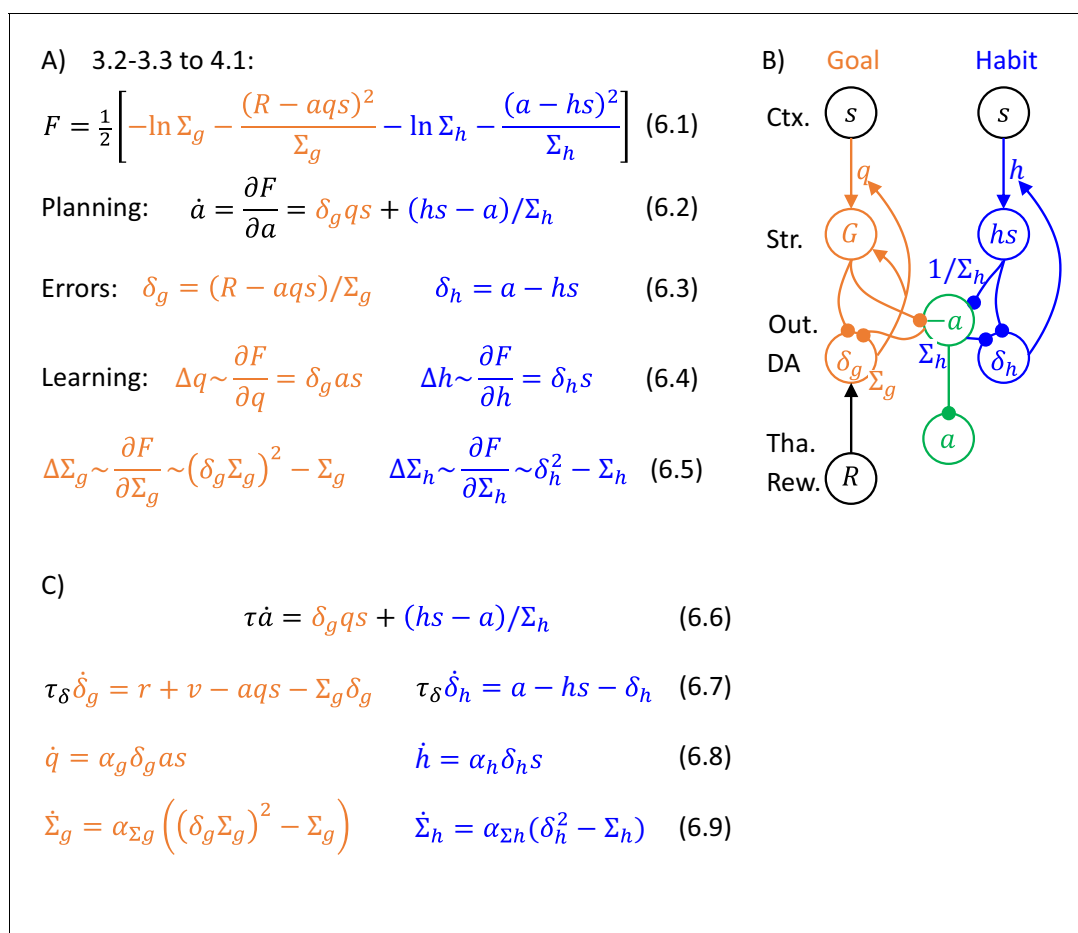 A) 3.2-3.3 to 4.1:
F = ½[−ln Σ_g − (R − aqs)²/Σ_g − ln Σ_h − (a − hs)²/Σ_h] (6.1)
Planning: ȧ = ∂F/∂a = δ_g qs + (hs − a)/Σ_h (6.2)
Errors: δ_g = (R − aqs)/Σ_g δ_h = a − hs (6.3)
Learning: Δq~∂F/∂q = δ_g as Δh~∂F/∂h = δ_h s (6.4)
ΔΣ_g~∂F/∂Σ_g~(δ_g Σ_g)² − Σ_g ΔΣ_h~∂F/∂Σ_h~δ_h² − Σ_h (6.5)
B) Goal Habit
Ctx. s s
q h
Str. G hs
1/Σ_h
Out. −a
DA δ_g Σ_g Σ_h δ_h
Tha. a
Rew. R
C)
τȧ = δ_g qs + (hs − a)/Σ_h (6.6)
τ_δ δ̇_g = r + v − aqs − Σ_g δ_g τ_δ δ̇_h = a − hs − δ_h (6.7)
q̇ = α_g δ_g as ḣ = α_h δ_h s (6.8)
Σ̇_g = α_Σg((δ_g Σ_g)² − Σ_g) Σ̇_h = α_Σh(δ_h² − Σ_h) (6.9)